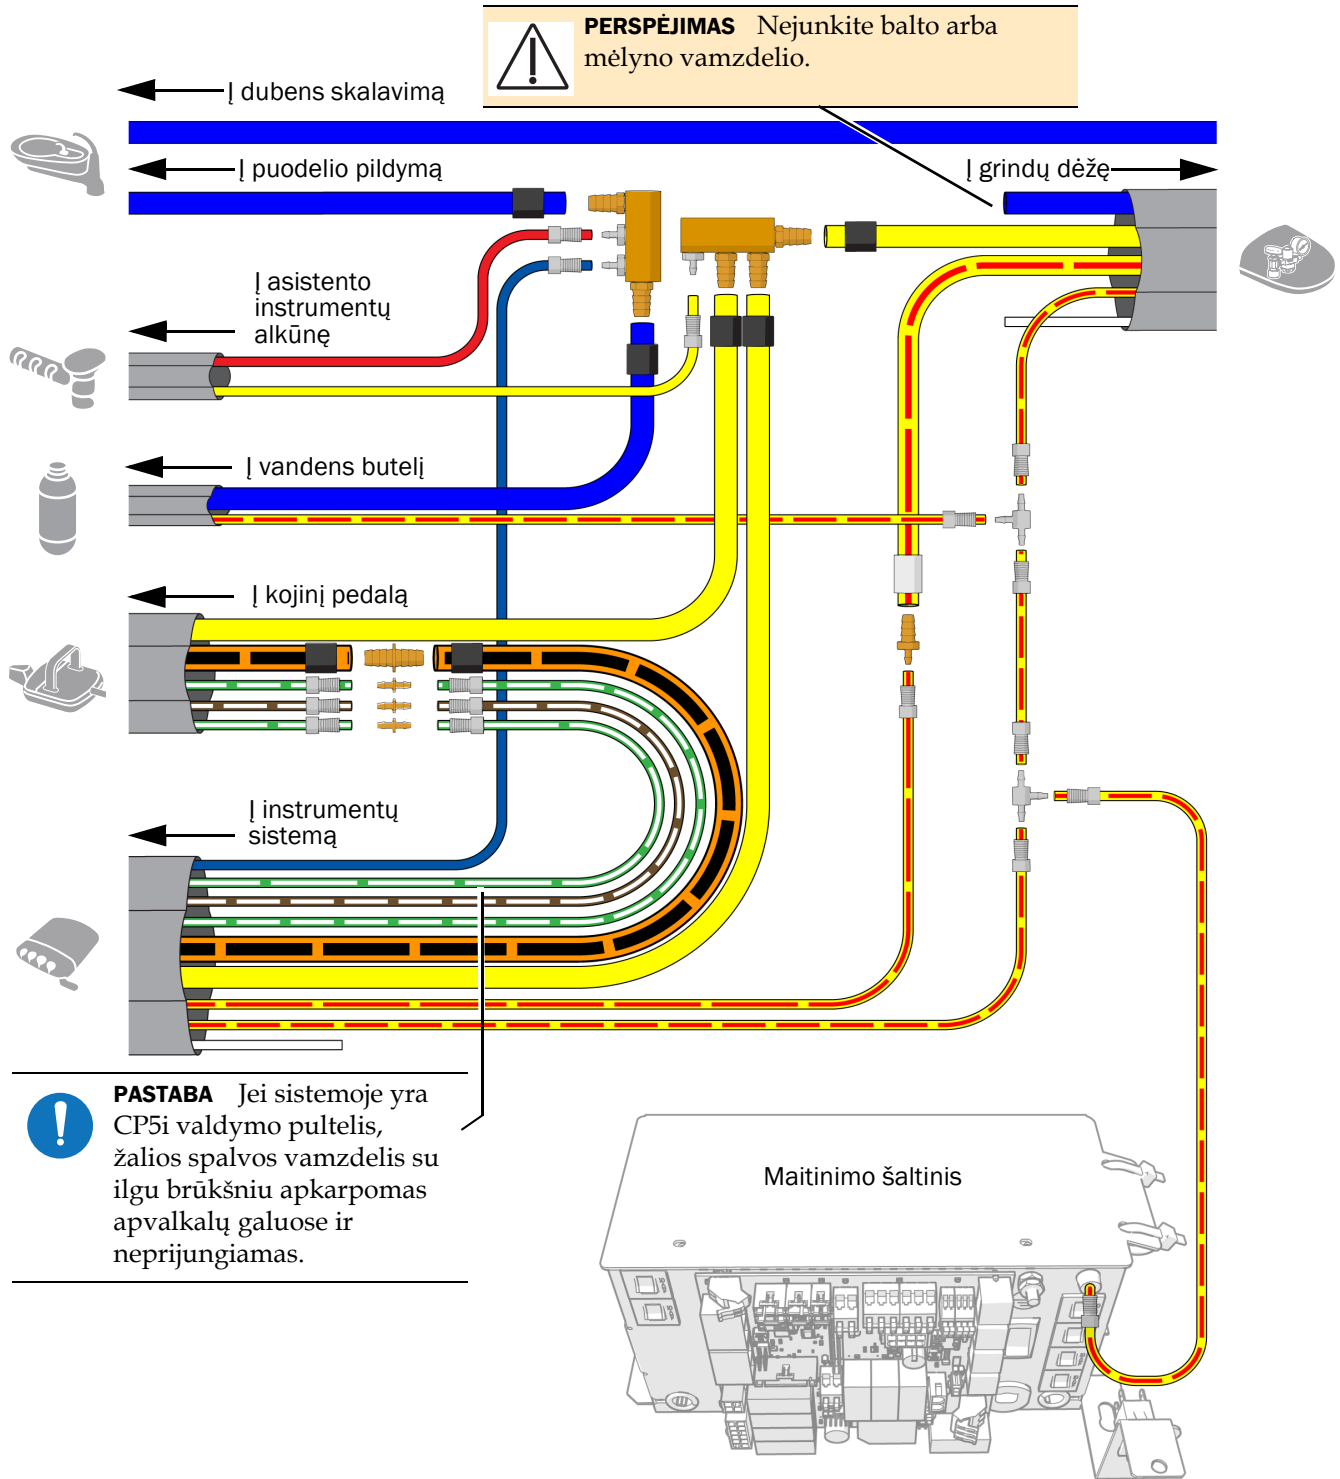 PERSPĖJIMAS Nejunkite balto arba
mėlyno vamzdelio.
Į dubens skalavimą
Į puodelio pildymą
Į grindų dėžę
Į asistento
instrumentų
alkūnę
Į vandens butelį
Į kojinį pedalą
Į instrumentų
sistemą
PASTABA Jei sistemoje yra
CP5i valdymo pultelis,
žalios spalvos vamzdelis su
ilgu brūkšniu apkarpomas
apvalkalų galuose ir
neprijungiamas.
Maitinimo šaltinis